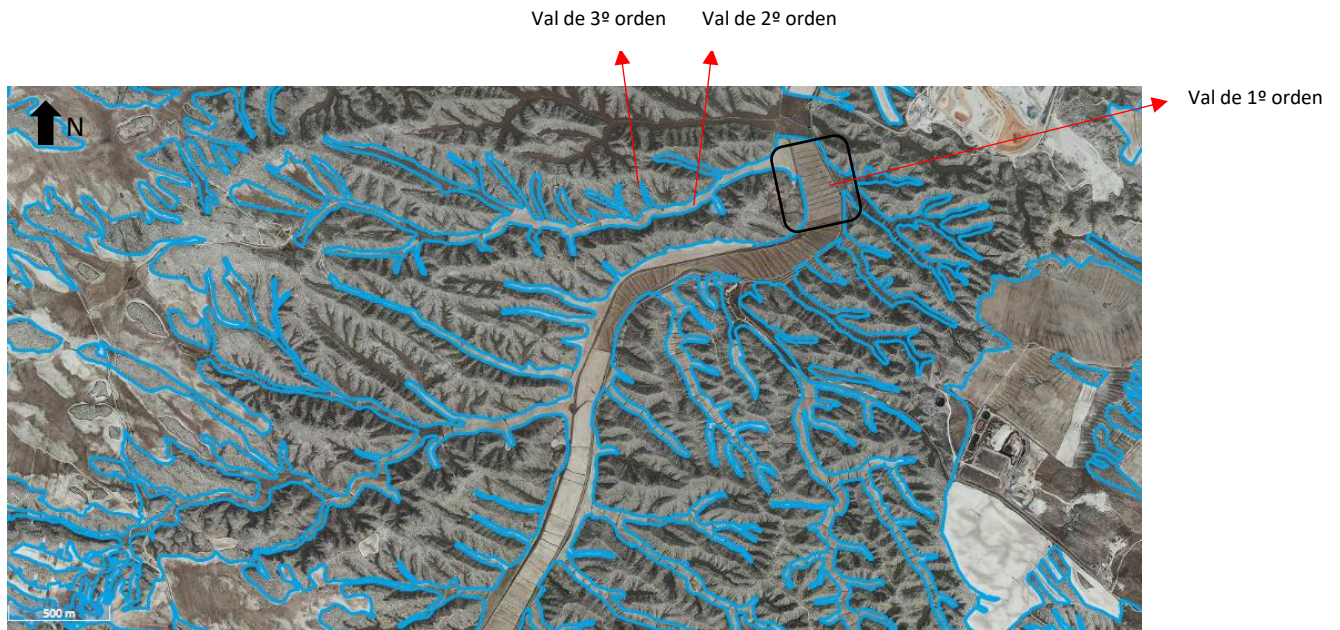 Val de 3º orden
Val de 2º orden
Val de 1º orden
N
500 m